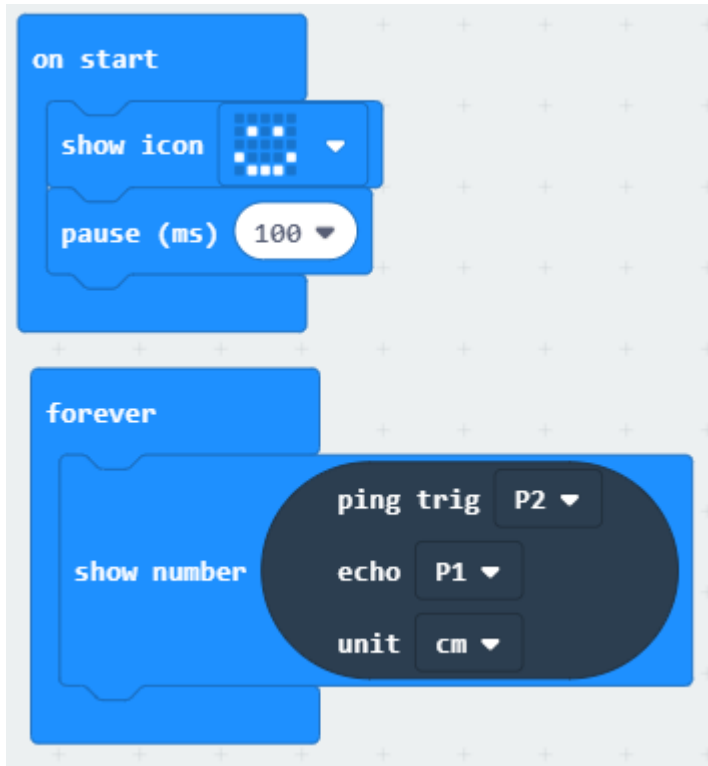 on start
show icon
pause (ms) 100
forever
ping trig P2
show number echo P1
unit cm